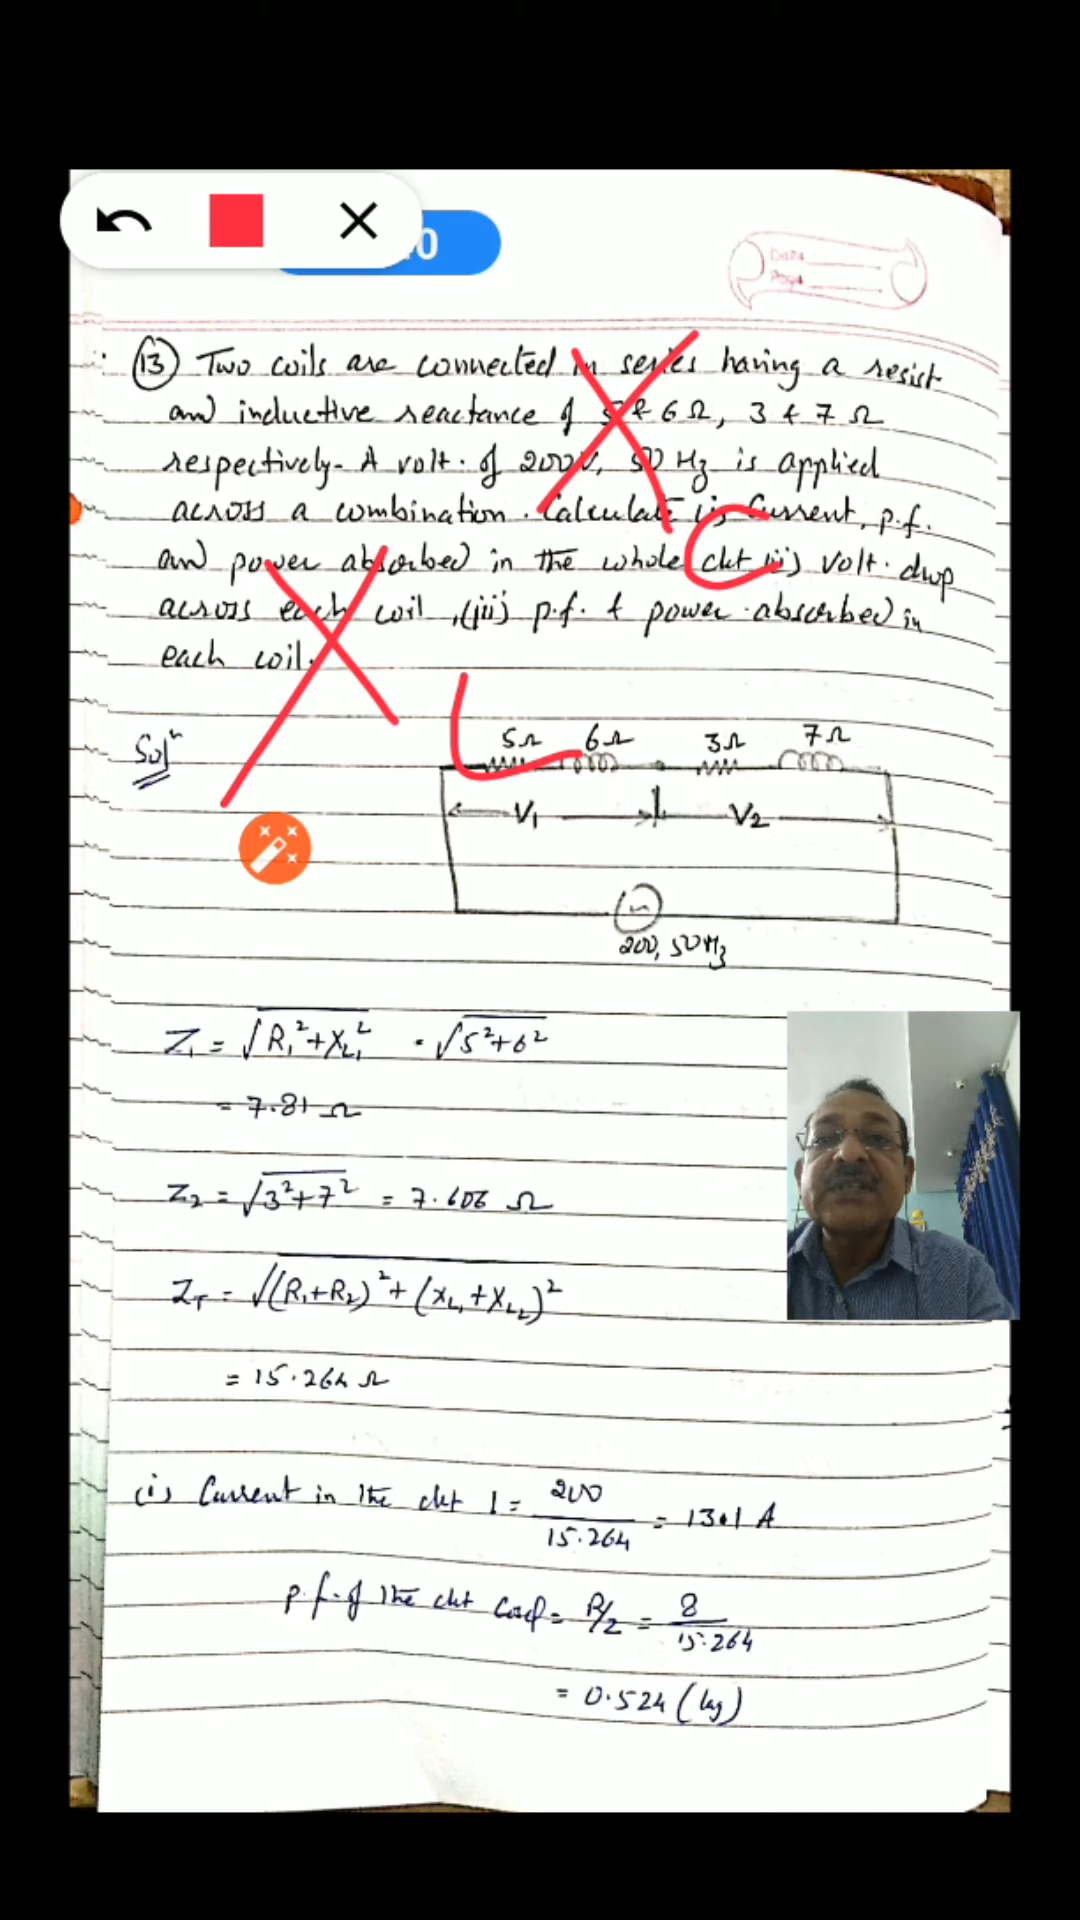 .0
Date
Page
(13) Two coils are connected in series having a resist
and inductive reactance of 5 & 6 Ω, 3 & 7 Ω
respectively. A volt. of 200V, 50 Hz is applied
across a combination. Calculate (i) Current, p.f.
and power absorbed in the whole ckt (ii) volt. drop
across each coil, (iii) p.f. & power absorbed in
each coil.
Solⁿ
5Ω 6Ω 3Ω 7Ω
V₁ V₂
200, 50Hz
Z₁ = √R₁²+X_L₁² = √5²+6²
= 7.81 Ω
Z₂ = √3²+7² = 7.606 Ω
Z_T = √(R₁+R₂)²+(X_L₁+X_L₂)²
= 15.264 Ω
(i) Current in the ckt I = 200/15.264 = 13.1 A
p.f. of the ckt Cosφ = R/Z = 8/15.264
= 0.524 (lag)